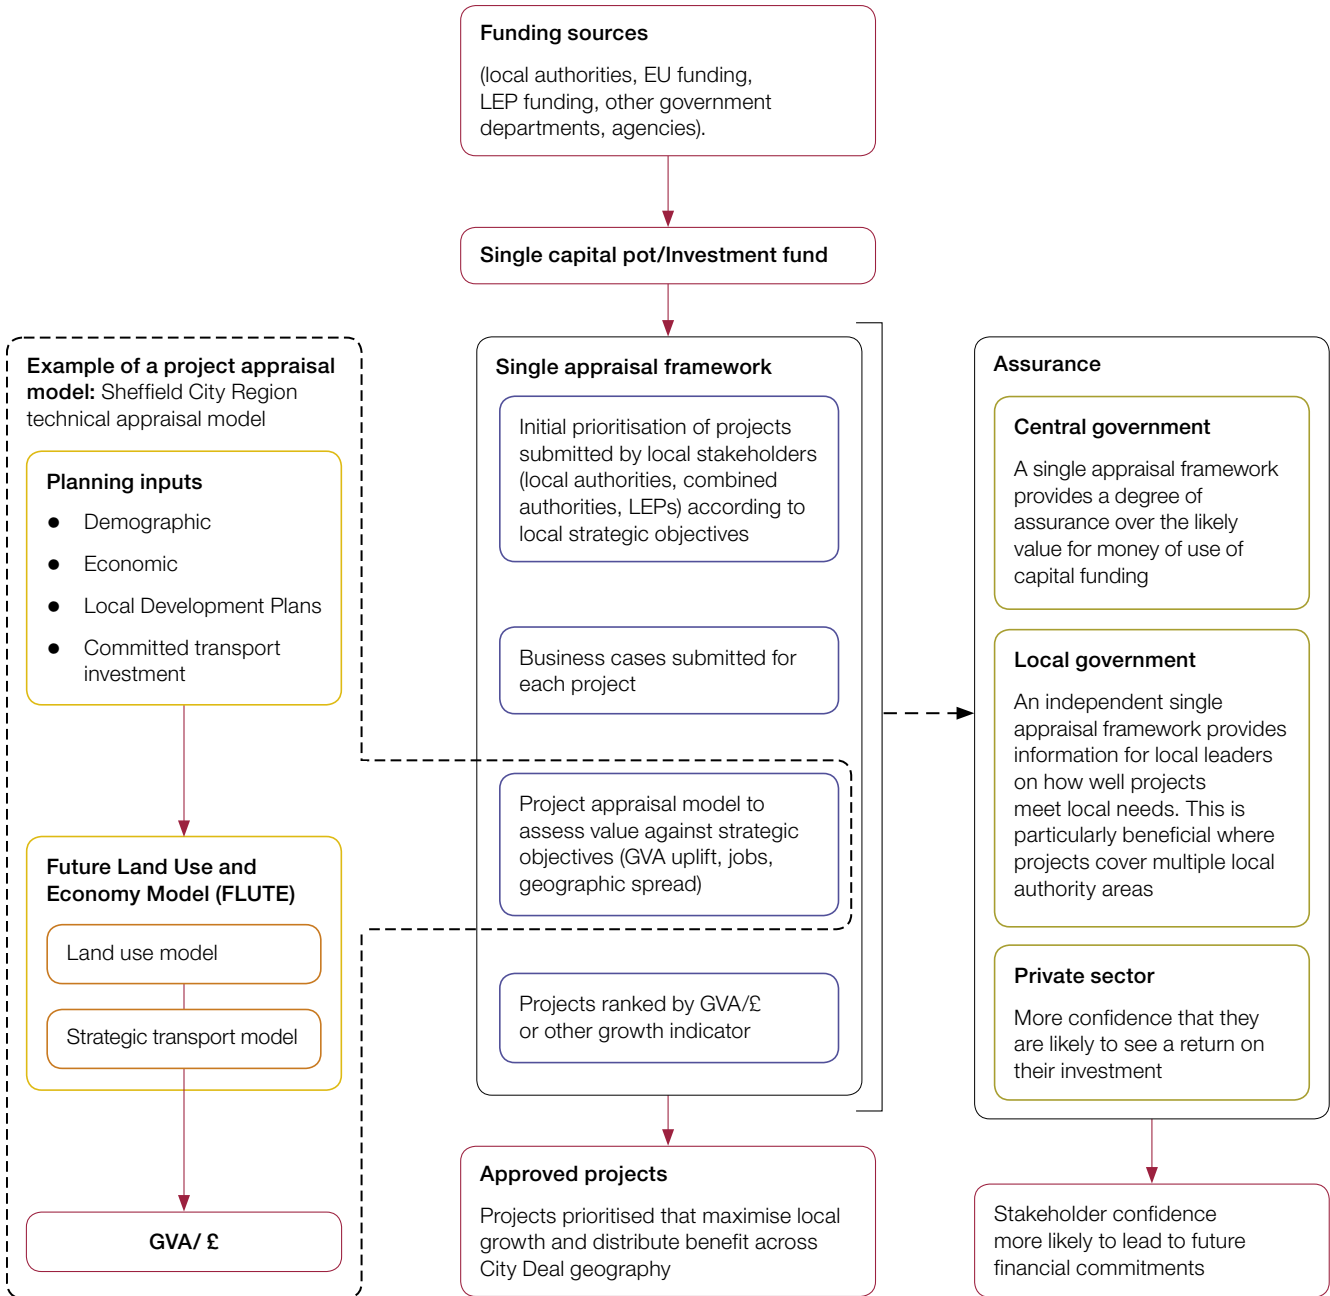 Funding sources
(local authorities, EU funding,
LEP funding, other government
departments, agencies).
Single capital pot/Investment fund
Example of a project appraisal
model: Sheffield City Region
technical appraisal model
Planning inputs
● Demographic
● Economic
● Local Development Plans
● Committed transport
investment
Future Land Use and
Economy Model (FLUTE)
Land use model
Strategic transport model
GVA/ £
Single appraisal framework
Initial prioritisation of projects
submitted by local stakeholders
(local authorities, combined
authorities, LEPs) according to
local strategic objectives
Business cases submitted for
each project
Project appraisal model to
assess value against strategic
objectives (GVA uplift, jobs,
geographic spread)
Projects ranked by GVA/£
or other growth indicator
Approved projects
Projects prioritised that maximise local
growth and distribute benefit across
City Deal geography
Assurance
Central government
A single appraisal framework
provides a degree of
assurance over the likely
value for money of use of
capital funding
Local government
An independent single
appraisal framework provides
information for local leaders
on how well projects
meet local needs. This is
particularly beneficial where
projects cover multiple local
authority areas
Private sector
More confidence that they
are likely to see a return on
their investment
Stakeholder confidence
more likely to lead to future
financial commitments